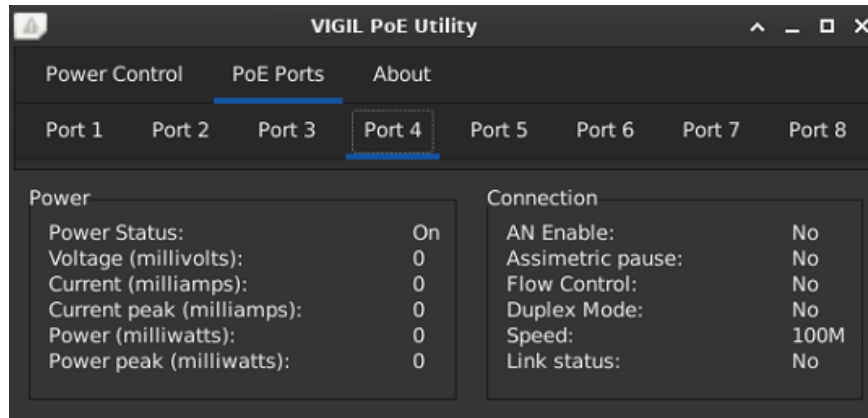 VIGIL PoE Utility
Power Control PoE Ports About
Port 1 Port 2 Port 3 Port 4 Port 5 Port 6 Port 7 Port 8
Power
Power Status: On
Voltage (millivolts): 0
Current (milliamps): 0
Current peak (milliamps): 0
Power (milliwatts): 0
Power peak (milliwatts): 0
Connection
AN Enable: No
Assimetric pause: No
Flow Control: No
Duplex Mode: No
Speed: 100M
Link status: No